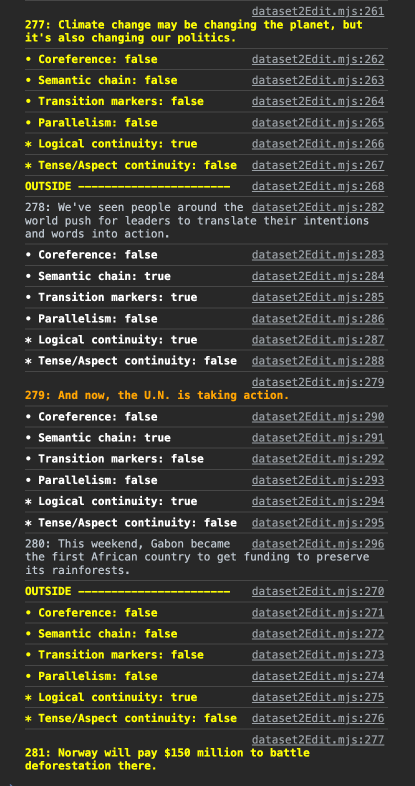 dataset2Edit.mjs:261
277: Climate change may be changing the planet, but
it's also changing our politics.
• Coreference: false dataset2Edit.mjs:262
• Semantic chain: false dataset2Edit.mjs:263
• Transition markers: false dataset2Edit.mjs:264
• Parallelism: false dataset2Edit.mjs:265
* Logical continuity: true dataset2Edit.mjs:266
* Tense/Aspect continuity: false dataset2Edit.mjs:267
OUTSIDE ----------------------- dataset2Edit.mjs:268
278: We've seen people around the dataset2Edit.mjs:282
world push for leaders to translate their intentions
and words into action.
• Coreference: false dataset2Edit.mjs:283
• Semantic chain: true dataset2Edit.mjs:284
• Transition markers: true dataset2Edit.mjs:285
• Parallelism: false dataset2Edit.mjs:286
* Logical continuity: true dataset2Edit.mjs:287
* Tense/Aspect continuity: false dataset2Edit.mjs:288
dataset2Edit.mjs:279
279: And now, the U.N. is taking action.
• Coreference: false dataset2Edit.mjs:290
• Semantic chain: true dataset2Edit.mjs:291
• Transition markers: false dataset2Edit.mjs:292
• Parallelism: false dataset2Edit.mjs:293
* Logical continuity: true dataset2Edit.mjs:294
* Tense/Aspect continuity: false dataset2Edit.mjs:295
280: This weekend, Gabon became dataset2Edit.mjs:296
the first African country to get funding to preserve
its rainforests.
OUTSIDE ----------------------- dataset2Edit.mjs:270
• Coreference: false dataset2Edit.mjs:271
• Semantic chain: false dataset2Edit.mjs:272
• Transition markers: false dataset2Edit.mjs:273
• Parallelism: false dataset2Edit.mjs:274
* Logical continuity: true dataset2Edit.mjs:275
* Tense/Aspect continuity: false dataset2Edit.mjs:276
dataset2Edit.mjs:277
281: Norway will pay $150 million to battle
deforestation there.